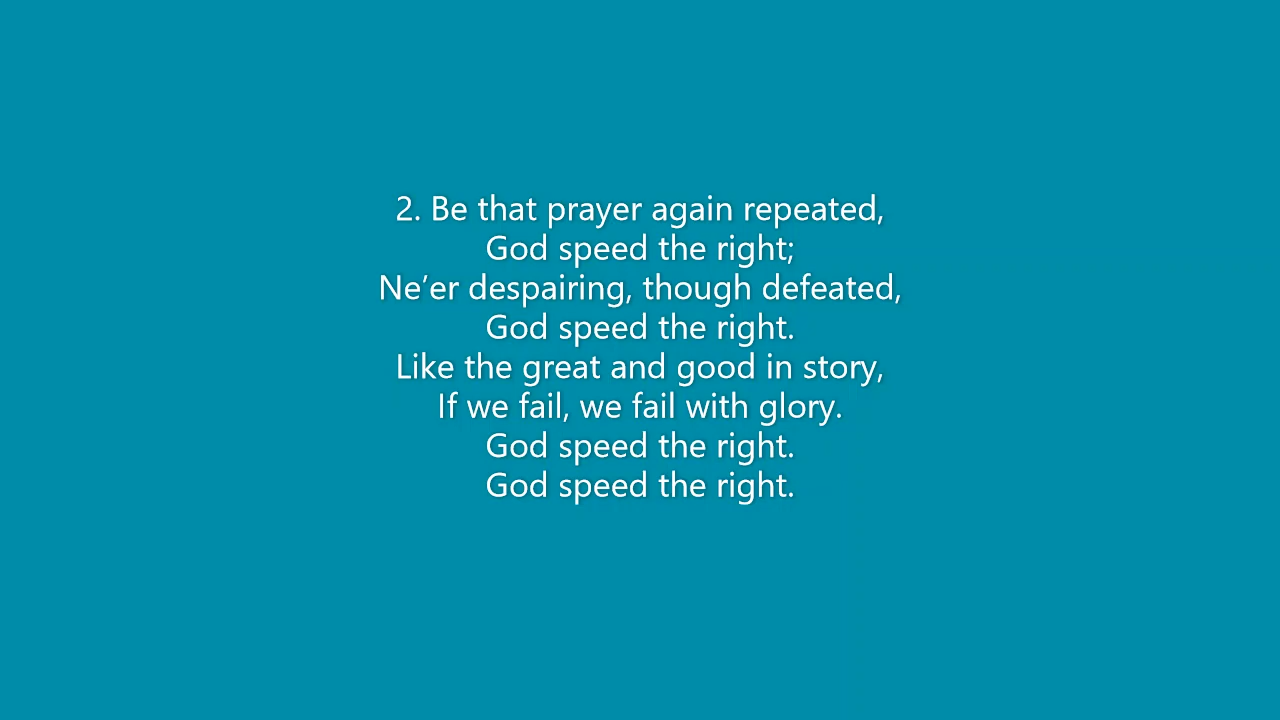 2. Be that prayer again repeated,
God speed the right;
Ne’er despairing, though defeated,
God speed the right.
Like the great and good in story,
If we fail, we fail with glory.
God speed the right.
God speed the right.